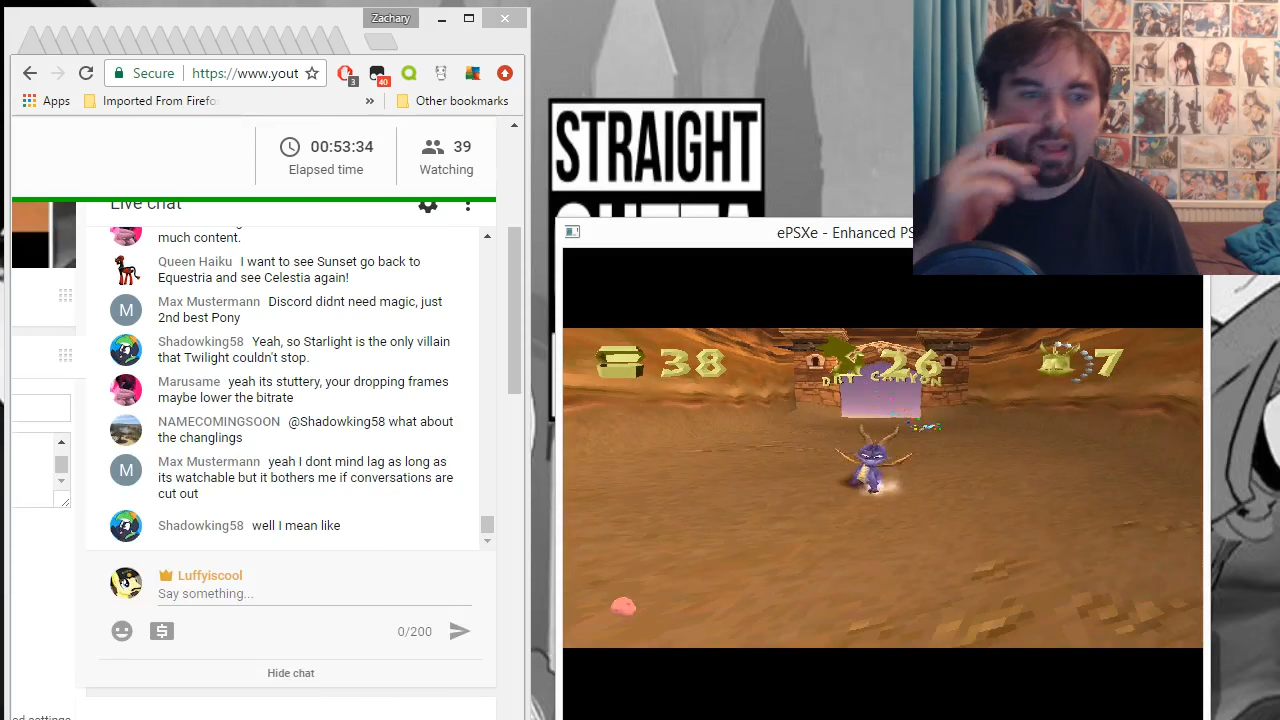 Zachary
Secure https://www.yout
3
40
Apps Imported From Firefo
» Other bookmarks
00:53:34
Elapsed time
39
Watching
Live chat
much content.
Queen Haiku I want to see Sunset go back to
Equestria and see Celestia again!
M
Max Mustermann Discord didnt need magic, just
2nd best Pony
Shadowking58 Yeah, so Starlight is the only villain
that Twilight couldn't stop.
Marusame yeah its stuttery, your dropping frames
maybe lower the bitrate
NAMECOMINGSOON @Shadowking58 what about
the changlings
M
Max Mustermann yeah I dont mind lag as long as
its watchable but it bothers me if conversations are
cut out
Shadowking58 well I mean like
Luffyiscool
Say something...
0/200
Hide chat
ed settings
STRAIGHT
OUTTA
ePSXe - Enhanced PS
38
26
7
DRY CANYON